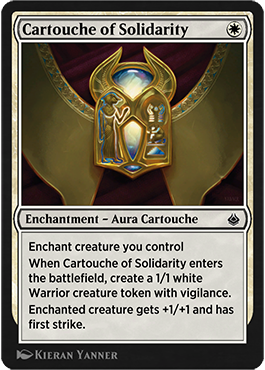 Cartouche of Solidarity
Enchantment – Aura Cartouche
Enchant creature you control
When Cartouche of Solidarity enters
the battlefield, create a 1/1 white
Warrior creature token with vigilance.
Enchanted creature gets +1/+1 and has
first strike.
Kieran Yanner